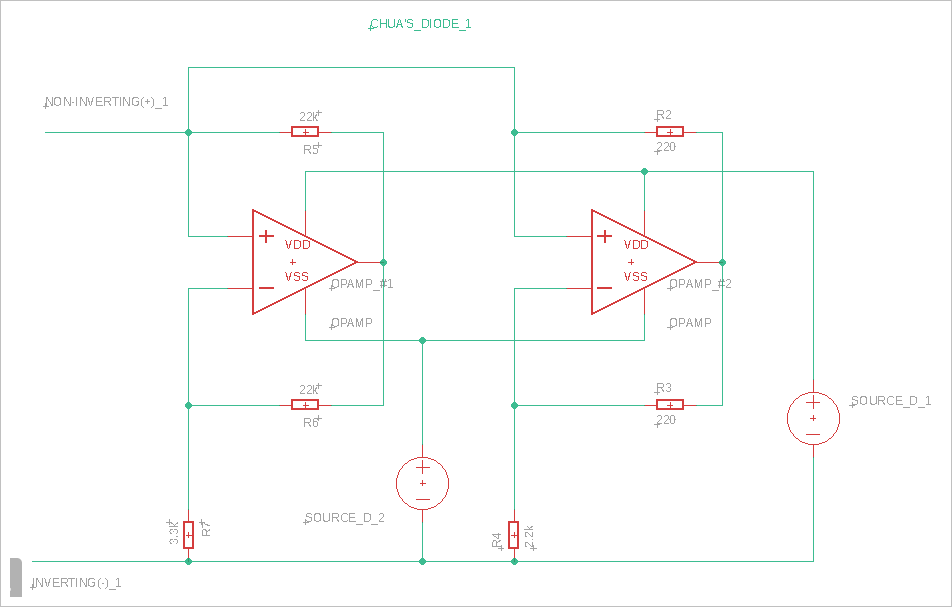 CHUA'S_DIODE_1
NON-INVERTING(+)_1
22k
R5
R2
220
VDD
VSS
OPAMP_#1
OPAMP
VDD
VSS
OPAMP_#2
OPAMP
22k
R6
R3
220
SOURCE_D_1
SOURCE_D_2
3.3k
R7
R4
2.2k
INVERTING(-)_1